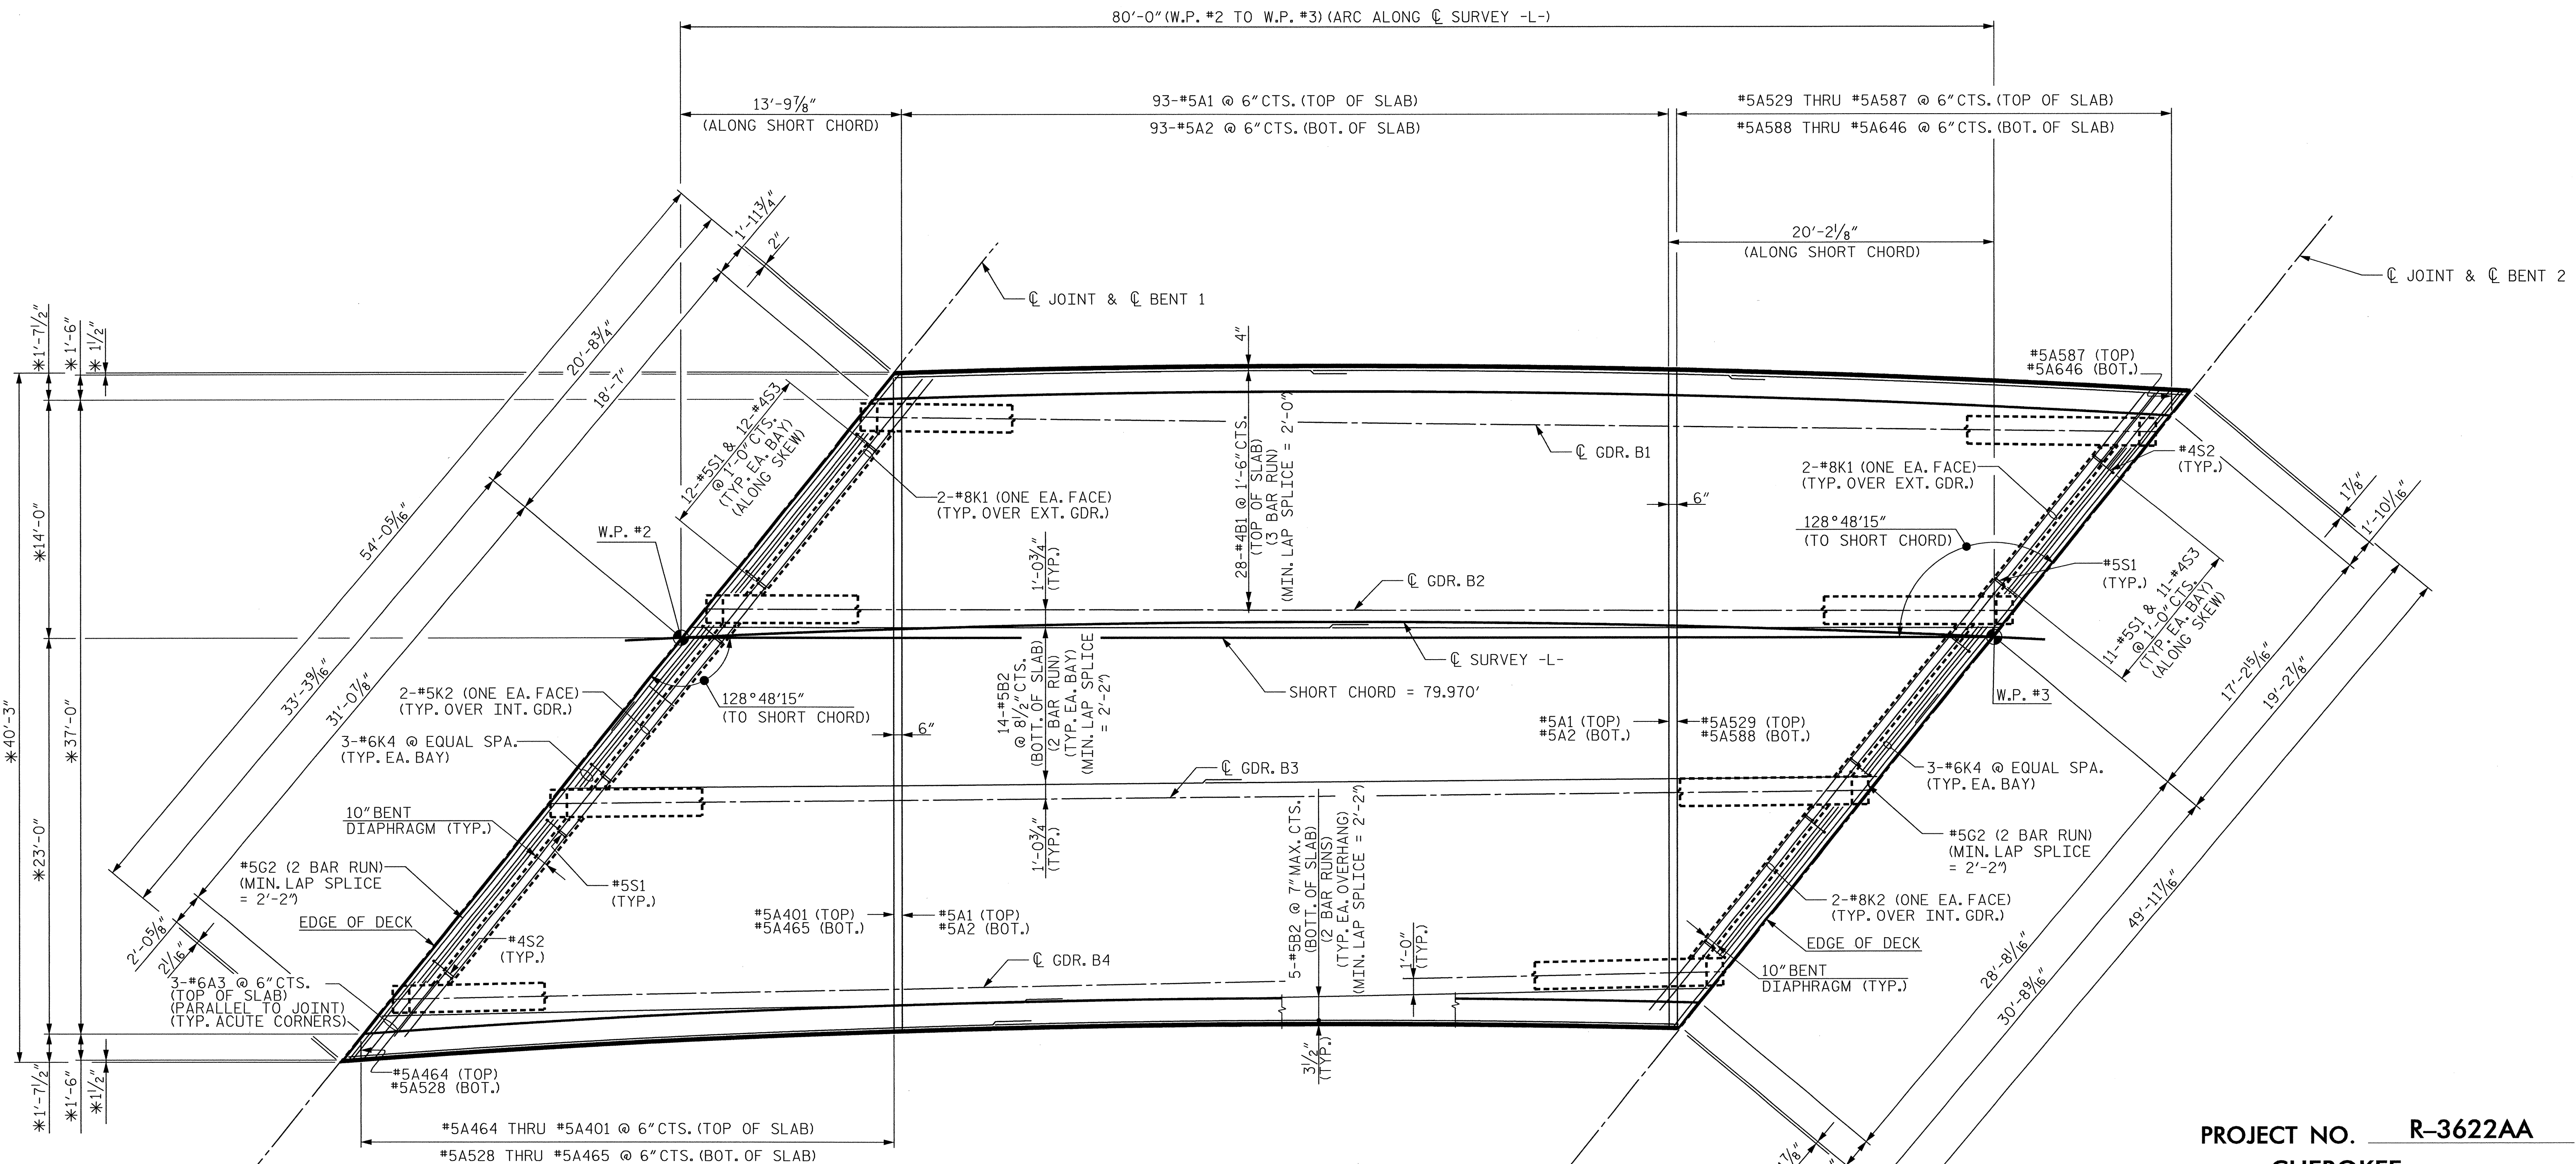 80'-0" (W.P. #2 TO W.P. #3) (ARC ALONG ℄ SURVEY -L-)
13'-9⅞"
(ALONG SHORT CHORD)
93-#5A1 @ 6" CTS. (TOP OF SLAB)
93-#5A2 @ 6" CTS. (BOT. OF SLAB)
#5A529 THRU #5A587 @ 6" CTS. (TOP OF SLAB)
#5A588 THRU #5A646 @ 6" CTS. (BOT. OF SLAB)
20'-2⅛"
(ALONG SHORT CHORD)
℄ JOINT & ℄ BENT 1
℄ JOINT & ℄ BENT 2
1'-11¾"
2"
20'-8¾"
18'-7"
54'-0⁵⁄₁₆"
33'-3⁹⁄₁₆"
31'-0⅞"
2'-0⅝"
2¹⁄₁₆"
*1'-7½"
*1'-6"
*1½"
*14'-0"
*40'-3"
*37'-0"
*23'-0"
*1'-7½"
*1'-6"
*1½"
12-#5S1 & 12-#4S3
@ 1'-0" CTS.
(TYP. EA. BAY)
(ALONG SKEW)
2-#8K1 (ONE EA. FACE)
(TYP. OVER EXT. GDR.)
W.P. #2
4"
28-#4B1 @ 1'-6" CTS.
(TOP OF SLAB)
(3 BAR RUN)
(MIN. LAP SPLICE = 2'-0")
℄ GDR. B1
#5A587 (TOP)
#5A646 (BOT.)
#4S2
(TYP.)
2-#8K1 (ONE EA. FACE)
(TYP. OVER EXT. GDR.)
6"
128°48'15"
(TO SHORT CHORD)
#5S1
(TYP.)
11-#5S1 & 11-#4S3
@ 1'-0" CTS.
(TYP. EA. BAY)
(ALONG SKEW)
1⅞"
1'-10¹⁄₁₆"
17'-2¹⁵⁄₁₆"
19'-2⅞"
1'-0¾"
(TYP.)
℄ GDR. B2
14-#5B2
@ 8½" CTS.
(BOTT. OF SLAB)
(2 BAR RUN)
(TYP. EA. BAY)
(MIN. LAP SPLICE
= 2'-2")
℄ SURVEY -L-
SHORT CHORD = 79.970'
W.P. #3
2-#5K2 (ONE EA. FACE)
(TYP. OVER INT. GDR.)
128°48'15"
(TO SHORT CHORD)
3-#6K4 @ EQUAL SPA.
(TYP. EA. BAY)
6"
#5A1 (TOP)
#5A2 (BOT.)
#5A529 (TOP)
#5A588 (BOT.)
℄ GDR. B3
3-#6K4 @ EQUAL SPA.
(TYP. EA. BAY)
10" BENT
DIAPHRAGM (TYP.)
1'-0¾"
(TYP.)
5-#5B2 @ 7" MAX. CTS.
(BOTT. OF SLAB)
(2 BAR RUNS)
(TYP. EA. OVERHANG)
(MIN. LAP SPLICE = 2'-2")
#5G2 (2 BAR RUN)
(MIN. LAP SPLICE
= 2'-2")
#5G2 (2 BAR RUN)
(MIN. LAP SPLICE
= 2'-2")
#5S1
(TYP.)
2-#8K2 (ONE EA. FACE)
(TYP. OVER INT. GDR.)
EDGE OF DECK
#5A401 (TOP)
#5A465 (BOT.)
#5A1 (TOP)
#5A2 (BOT.)
#4S2
(TYP.)
℄ GDR. B4
1'-0"
(TYP.)
EDGE OF DECK
10" BENT
DIAPHRAGM (TYP.)
3-#6A3 @ 6" CTS.
(TOP OF SLAB)
(PARALLEL TO JOINT)
(TYP. ACUTE CORNERS)
49'-11⁷⁄₁₆"
28'-8¹⁄₁₆"
30'-8⁹⁄₁₆"
3½"
(TYP.)
#5A464 (TOP)
#5A528 (BOT.)
#5A464 THRU #5A401 @ 6" CTS. (TOP OF SLAB)
#5A528 THRU #5A465 @ 6" CTS. (BOT. OF SLAB)
PROJECT NO. R-3622AA
CHEROKEE